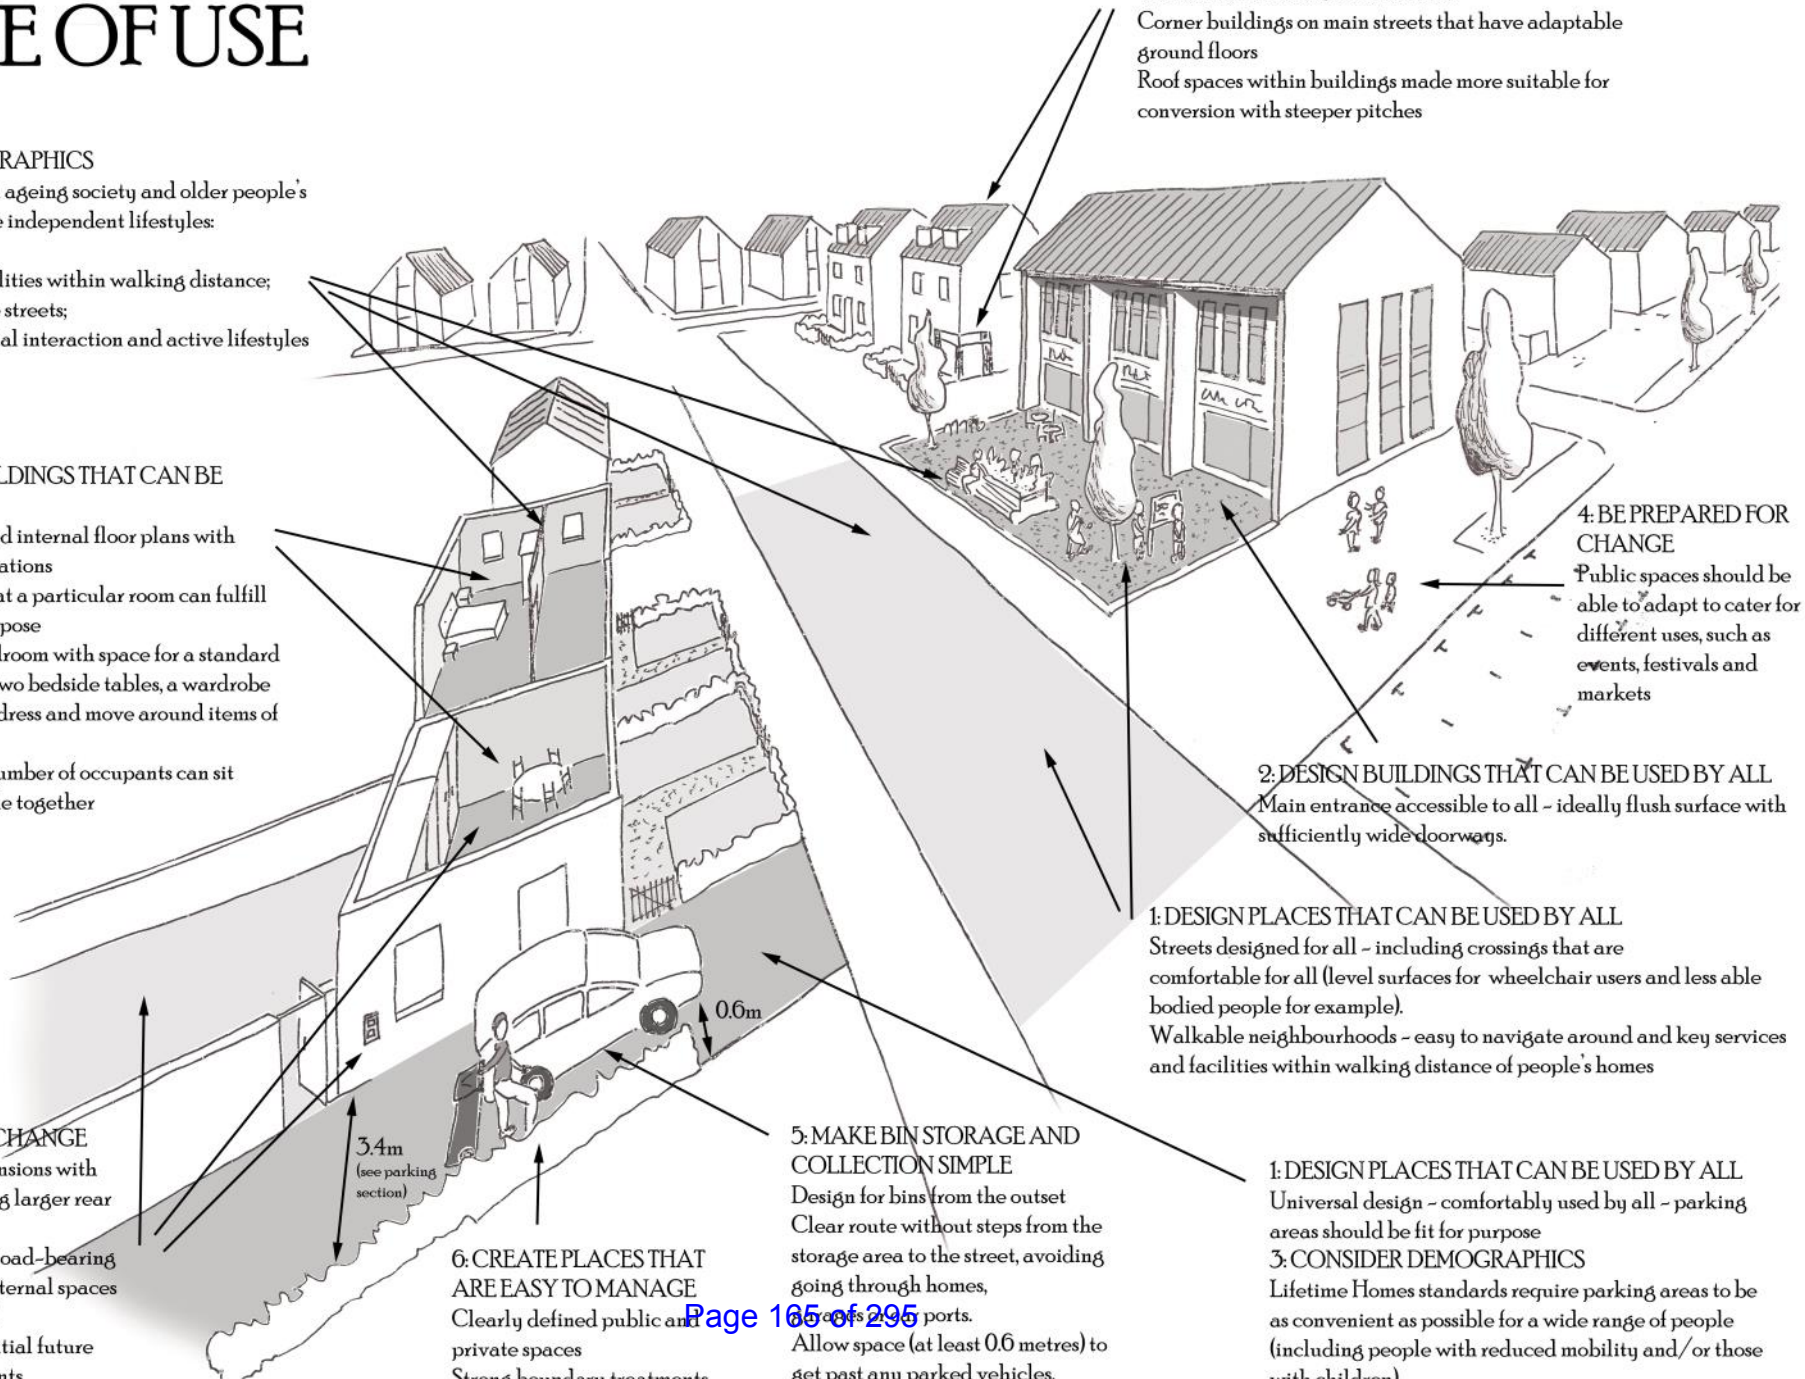 E OF USE
Corner buildings on main streets that have adaptable
ground floors
Roof spaces within buildings made more suitable for
conversion with steeper pitches
RAPHICS
ageing society and older people's
independent lifestyles:
lities within walking distance;
streets;
al interaction and active lifestyles
LDINGS THAT CAN BE
d internal floor plans with
ations
at a particular room can fulfill
pose
room with space for a standard
wo bedside tables, a wardrobe
dress and move around items of
umber of occupants can sit
e together
4: BE PREPARED FOR
CHANGE
Public spaces should be
able to adapt to cater for
different uses, such as
events, festivals and
markets
2: DESIGN BUILDINGS THAT CAN BE USED BY ALL
Main entrance accessible to all - ideally flush surface with
sufficiently wide doorways.
1: DESIGN PLACES THAT CAN BE USED BY ALL
Streets designed for all - including crossings that are
comfortable for all (level surfaces for wheelchair users and less able
bodied people for example).
Walkable neighbourhoods - easy to navigate around and key services
and facilities within walking distance of people's homes
0.6m
3.4m
(see parking
section)
CHANGE
nsions with
g larger rear
oad-bearing
ternal spaces
tial future
nts
6: CREATE PLACES THAT
ARE EASY TO MANAGE
Clearly defined public and
private spaces
Strong boundary treatments
5: MAKE BIN STORAGE AND
COLLECTION SIMPLE
Design for bins from the outset
Clear route without steps from the
storage area to the street, avoiding
going through homes,
garages or car ports.
Allow space (at least 0.6 metres) to
get past any parked vehicles.
Page 165 of 295
1: DESIGN PLACES THAT CAN BE USED BY ALL
Universal design - comfortably used by all - parking
areas should be fit for purpose
3: CONSIDER DEMOGRAPHICS
Lifetime Homes standards require parking areas to be
as convenient as possible for a wide range of people
(including people with reduced mobility and/or those
with children)